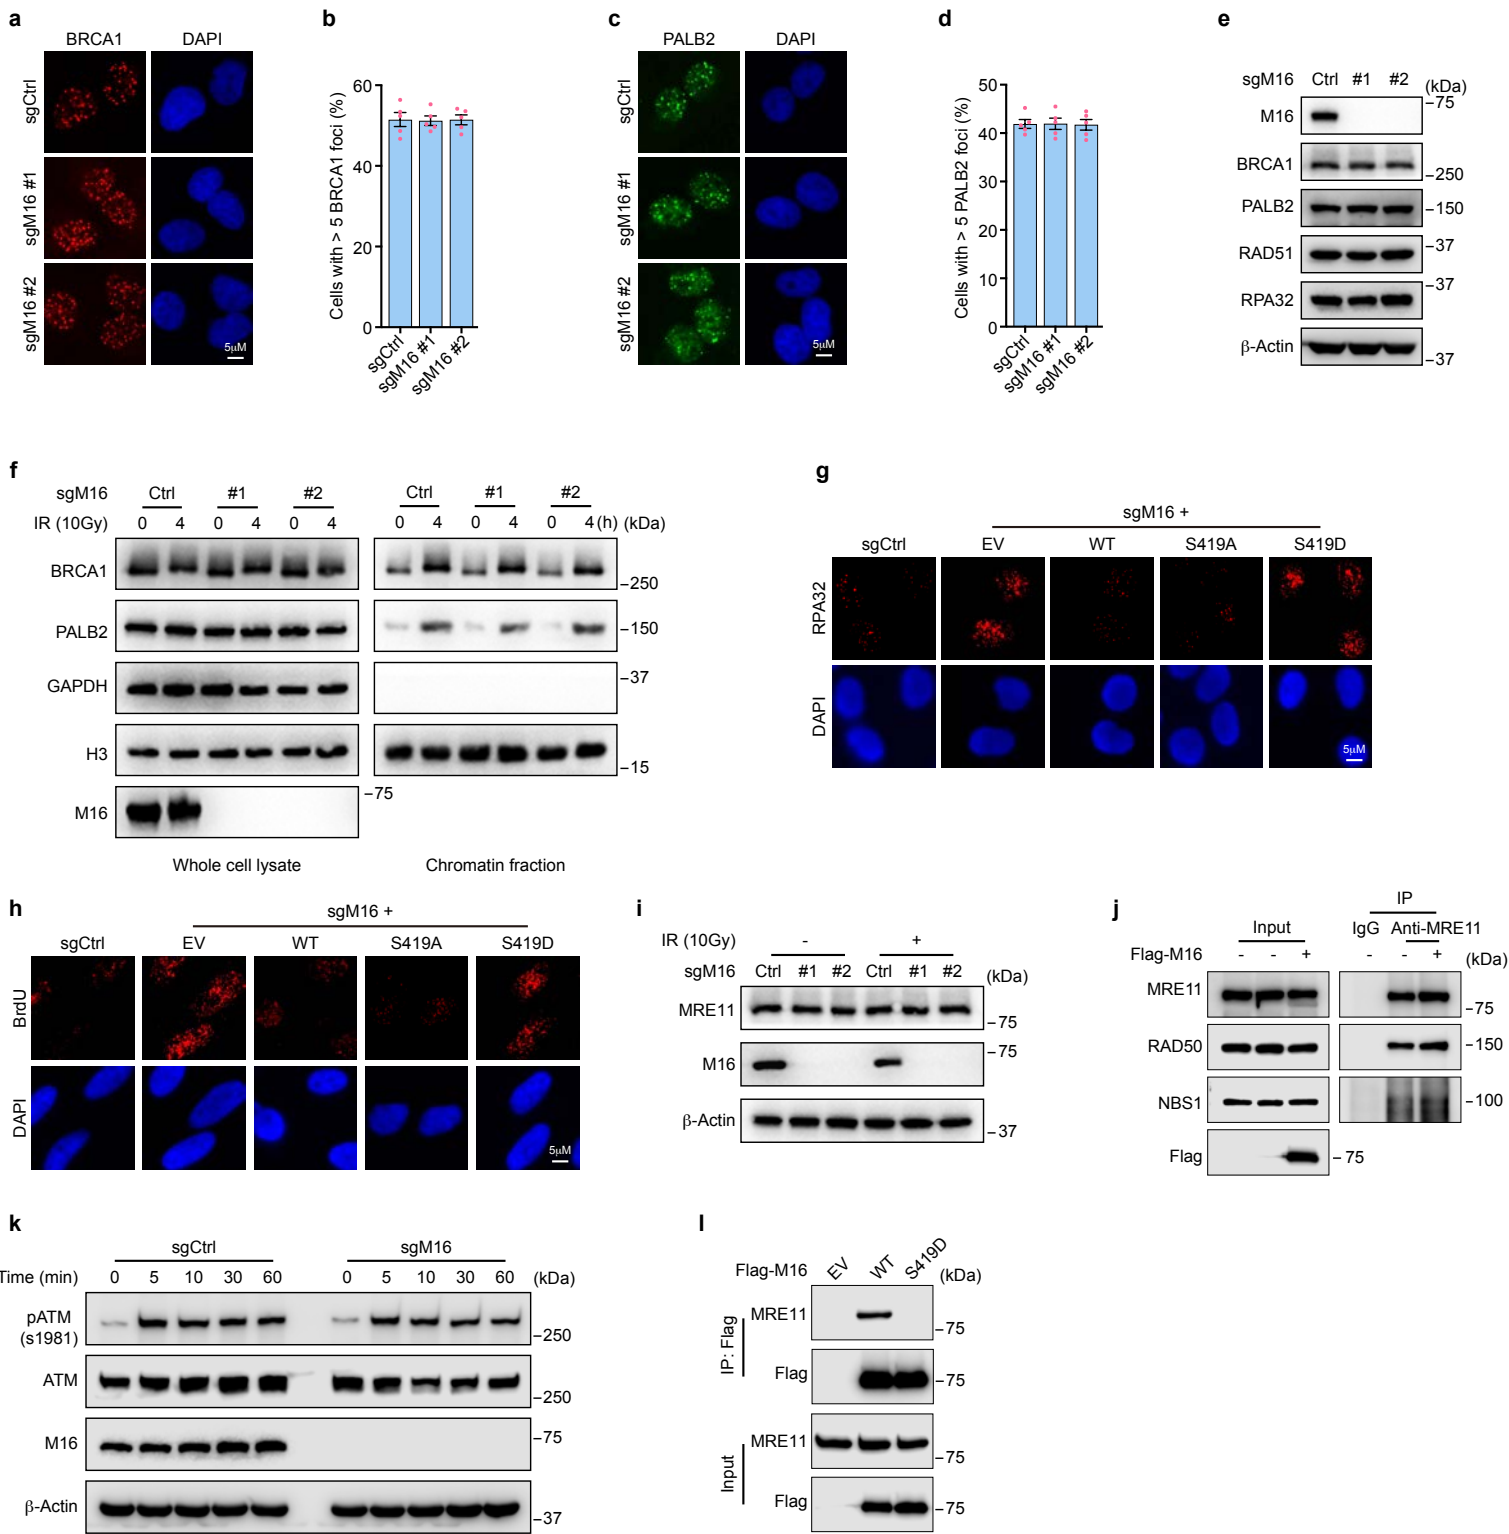 a
BRCA1 DAPI
sgCtrl
sgM16 #1
sgM16 #2
5μM
b
Cells with > 5 BRCA1 foci (%)
60
40
20
0
sgCtrl
sgM16 #1
sgM16 #2
c
PALB2 DAPI
sgCtrl
sgM16 #1
sgM16 #2
5μM
d
Cells with > 5 PALB2 foci (%)
50
40
30
20
10
0
sgCtrl
sgM16 #1
sgM16 #2
e
sgM16 Ctrl #1 #2 (kDa)
M16 –75
BRCA1 –250
PALB2 –150
RAD51 –37
RPA32 –37
β-Actin –37
f
sgM16 Ctrl #1 #2 Ctrl #1 #2
IR (10Gy) 0 4 0 4 0 4 0 4 0 4 0 4 (h) (kDa)
BRCA1 –250
PALB2 –150
GAPDH –37
H3 –15
M16 –75
Whole cell lysate Chromatin fraction
g
sgM16 +
sgCtrl EV WT S419A S419D
RPA32
DAPI
5μM
h
sgM16 +
sgCtrl EV WT S419A S419D
BrdU
DAPI
5μM
i
IR (10Gy) - +
sgM16 Ctrl #1 #2 Ctrl #1 #2 (kDa)
MRE11 –75
M16 –75
β-Actin –37
j
IP
Input IgG Anti-MRE11
Flag-M16 - - + - - + (kDa)
MRE11 –75
RAD50 –150
NBS1 –100
Flag –75
k
sgCtrl sgM16
Time (min) 0 5 10 30 60 0 5 10 30 60 (kDa)
pATM
(s1981) –250
ATM –250
M16 –75
β-Actin –37
l
Flag-M16 EV WT S419D (kDa)
IP: Flag
MRE11 –75
Flag –75
Input
MRE11 –75
Flag –75